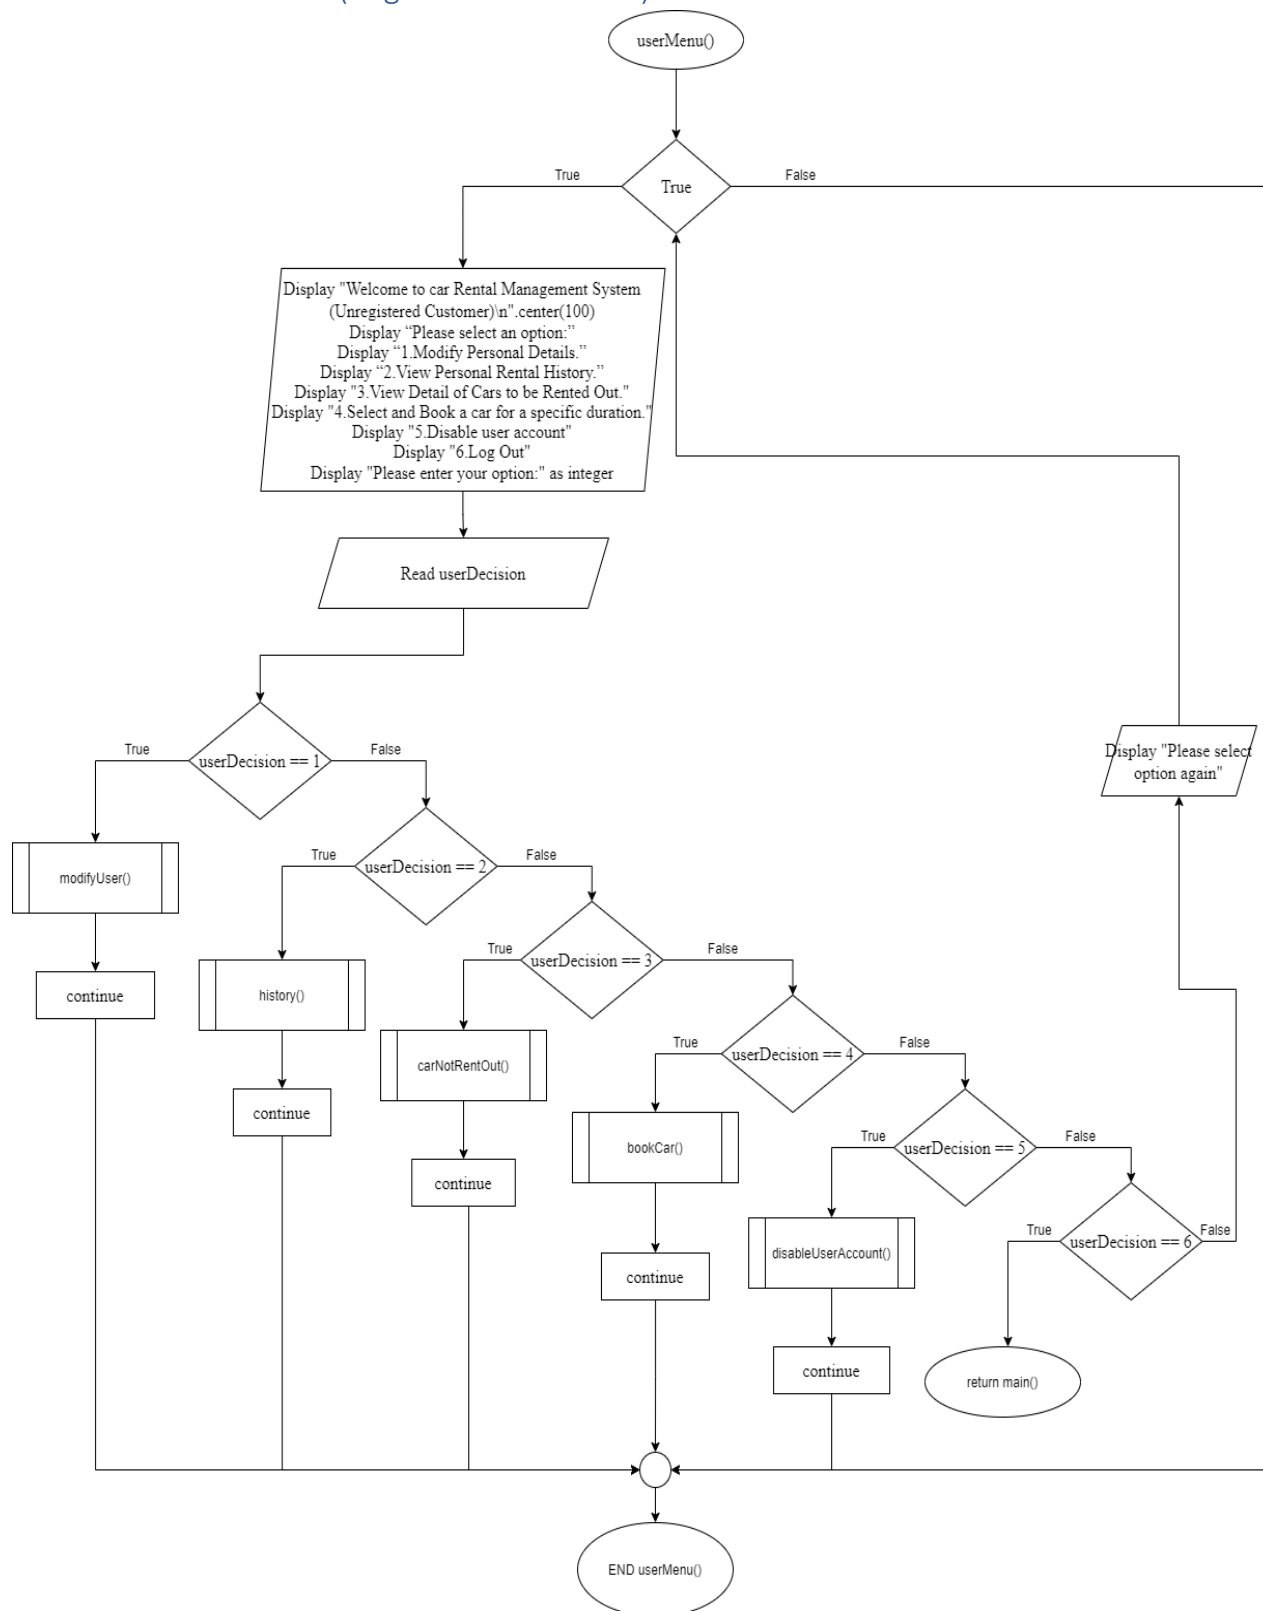 userMenu()
True
True
False
Display "Welcome to car Rental Management System
(Unregistered Customer)\n".center(100)
Display “Please select an option:”
Display “1.Modify Personal Details.”
Display “2.View Personal Rental History.”
Display "3.View Detail of Cars to be Rented Out."
Display "4.Select and Book a car for a specific duration."
Display "5.Disable user account"
Display "6.Log Out"
Display "Please enter your option:" as integer
Read userDecision
True
userDecision == 1
False
Display "Please select
option again"
modifyUser()
continue
True
userDecision == 2
False
history()
continue
True
userDecision == 3
False
carNotRentOut()
continue
True
userDecision == 4
False
bookCar()
continue
True
userDecision == 5
False
disableUserAccount()
continue
True
userDecision == 6
False
return main()
END userMenu()